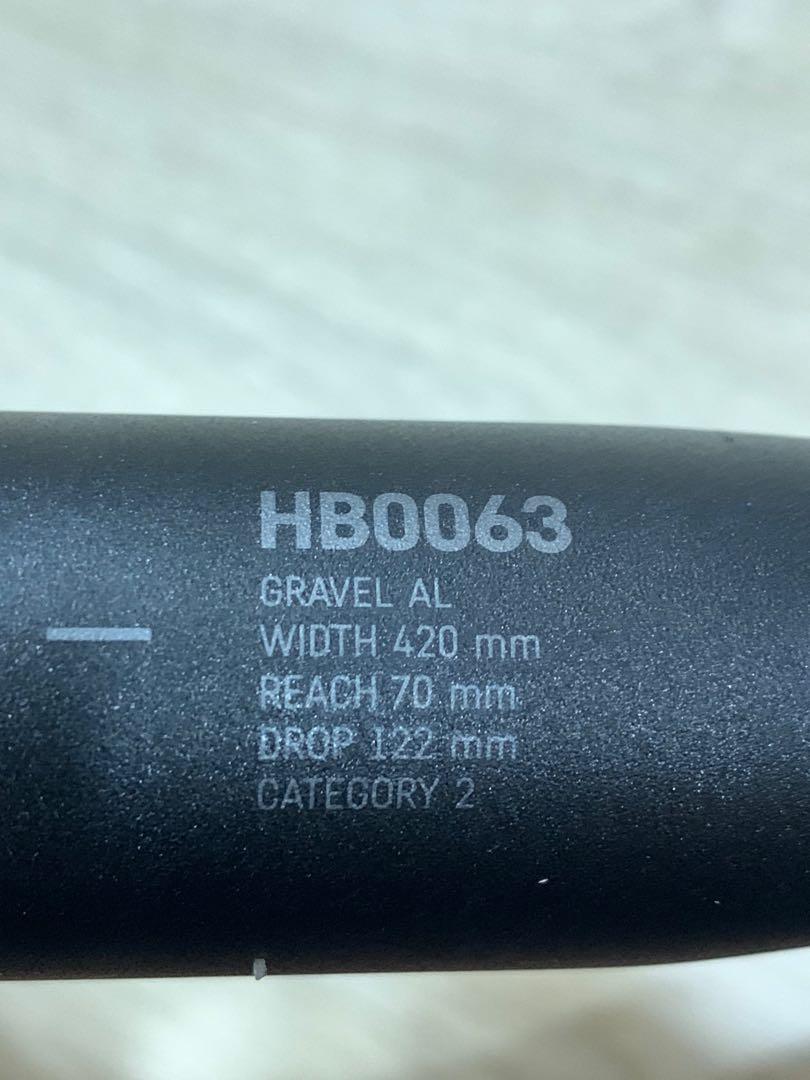 HB0063
GRAVEL AL
WIDTH 420 mm
REACH 70 mm
DROP 122 mm
CATEGORY 2